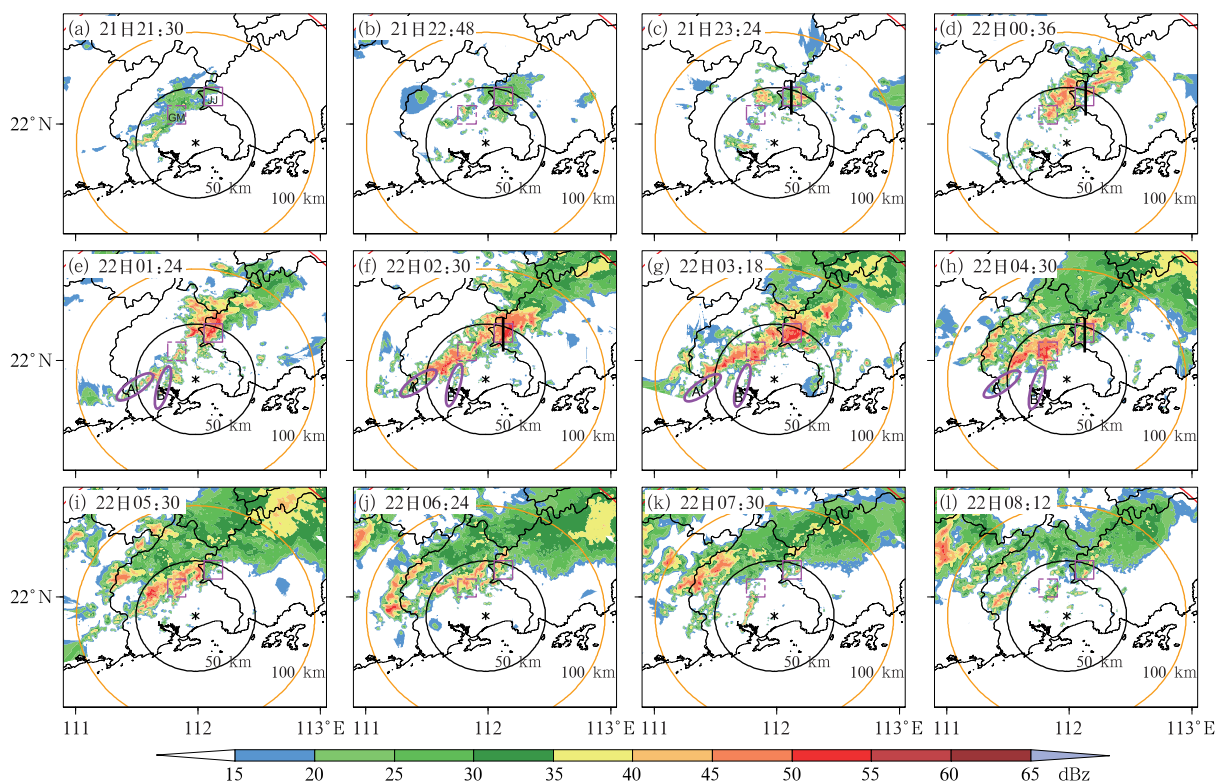 (a) 21日21:30
JJ
GM
22°N
50 km
100 km
(b) 21日22:48
50 km
100 km
(c) 21日23:24
50 km
100 km
(d) 22日00:36
50 km
100 km
(e) 22日01:24
22°N
A
B
50 km
100 km
(f) 22日02:30
A
B
50 km
100 km
(g) 22日03:18
A
B
50 km
100 km
(h) 22日04:30
B
50 km
100 km
(i) 22日05:30
22°N
50 km
100 km
(j) 22日06:24
50 km
100 km
(k) 22日07:30
50 km
100 km
(l) 22日08:12
50 km
100 km
111 112 113°E 111 112 113°E 111 112 113°E 111 112 113°E
15 20 25 30 35 40 45 50 55 60 65 dBz